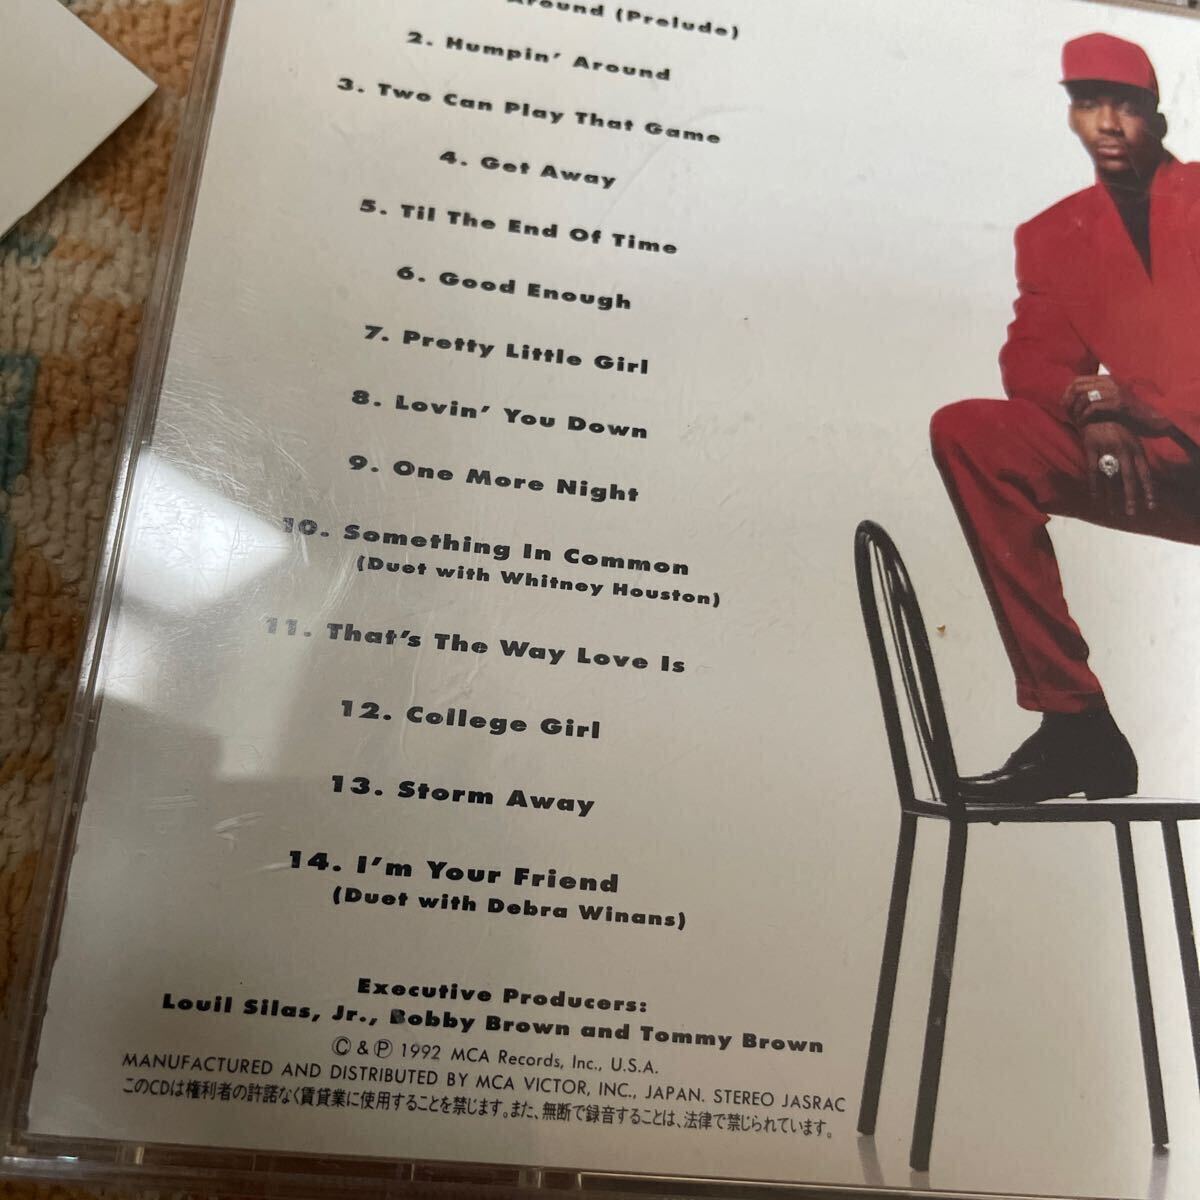 Around (Prelude)
2. Humpin' Around
3. Two Can Play That Game
4. Get Away
5. Til The End Of Time
6. Good Enough
7. Pretty Little Girl
8. Lovin' You Down
9. One More Night
10. Something In Common
(Duet with Whitney Houston)
11. That's The Way Love Is
12. College Girl
13. Storm Away
14. I'm Your Friend
(Duet with Debra Winans)
Executive Producers:
Louil Silas, Jr., Bobby Brown and Tommy Brown
© & ℗ 1992 MCA Records, Inc., U.S.A.
MANUFACTURED AND DISTRIBUTED BY MCA VICTOR, INC., JAPAN. STEREO JASRAC
このCDは権利者の許諾なく賃貸業に使用することを禁じます。また、無断で録音することは、法律で禁じられています。